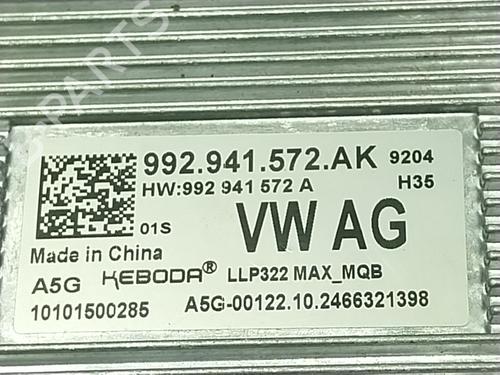 992.941.572.AK 9204
HW:992 941 572 A H35
01S VW AG
Made in China
A5G KEBODA® LLP322 MAX_MQB
10101500285 A5G-00122.10.2466321398